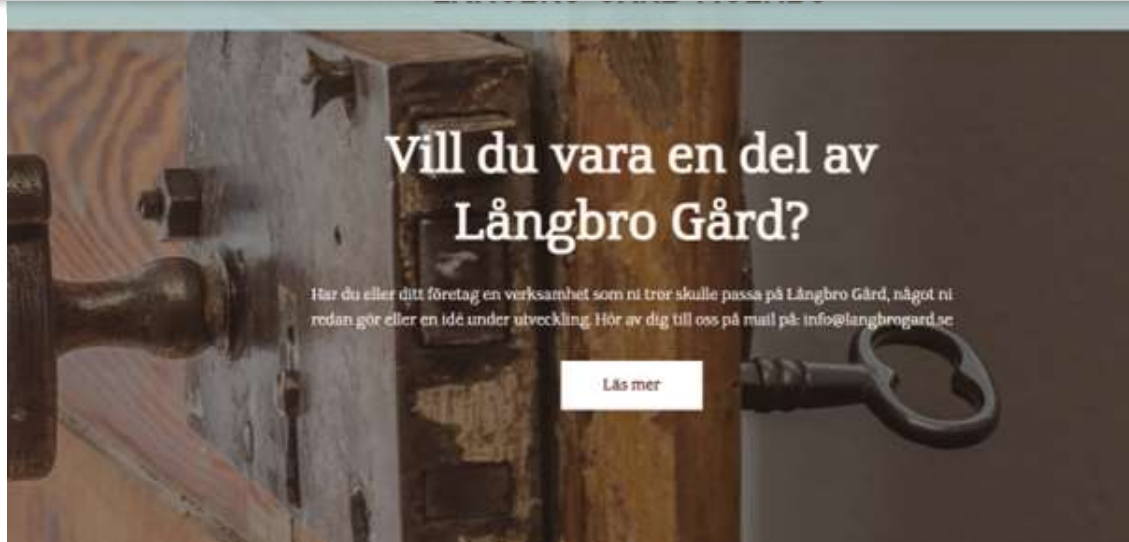 Vill du vara en del av
Långbro Gård?
Har du eller ditt företag en verksamhet som ni tror skulle passa på Långbro Gård, något ni
redan gör eller en idé under utveckling. Hör av dig till oss på mail på: info@langbrogard.se
Läs mer